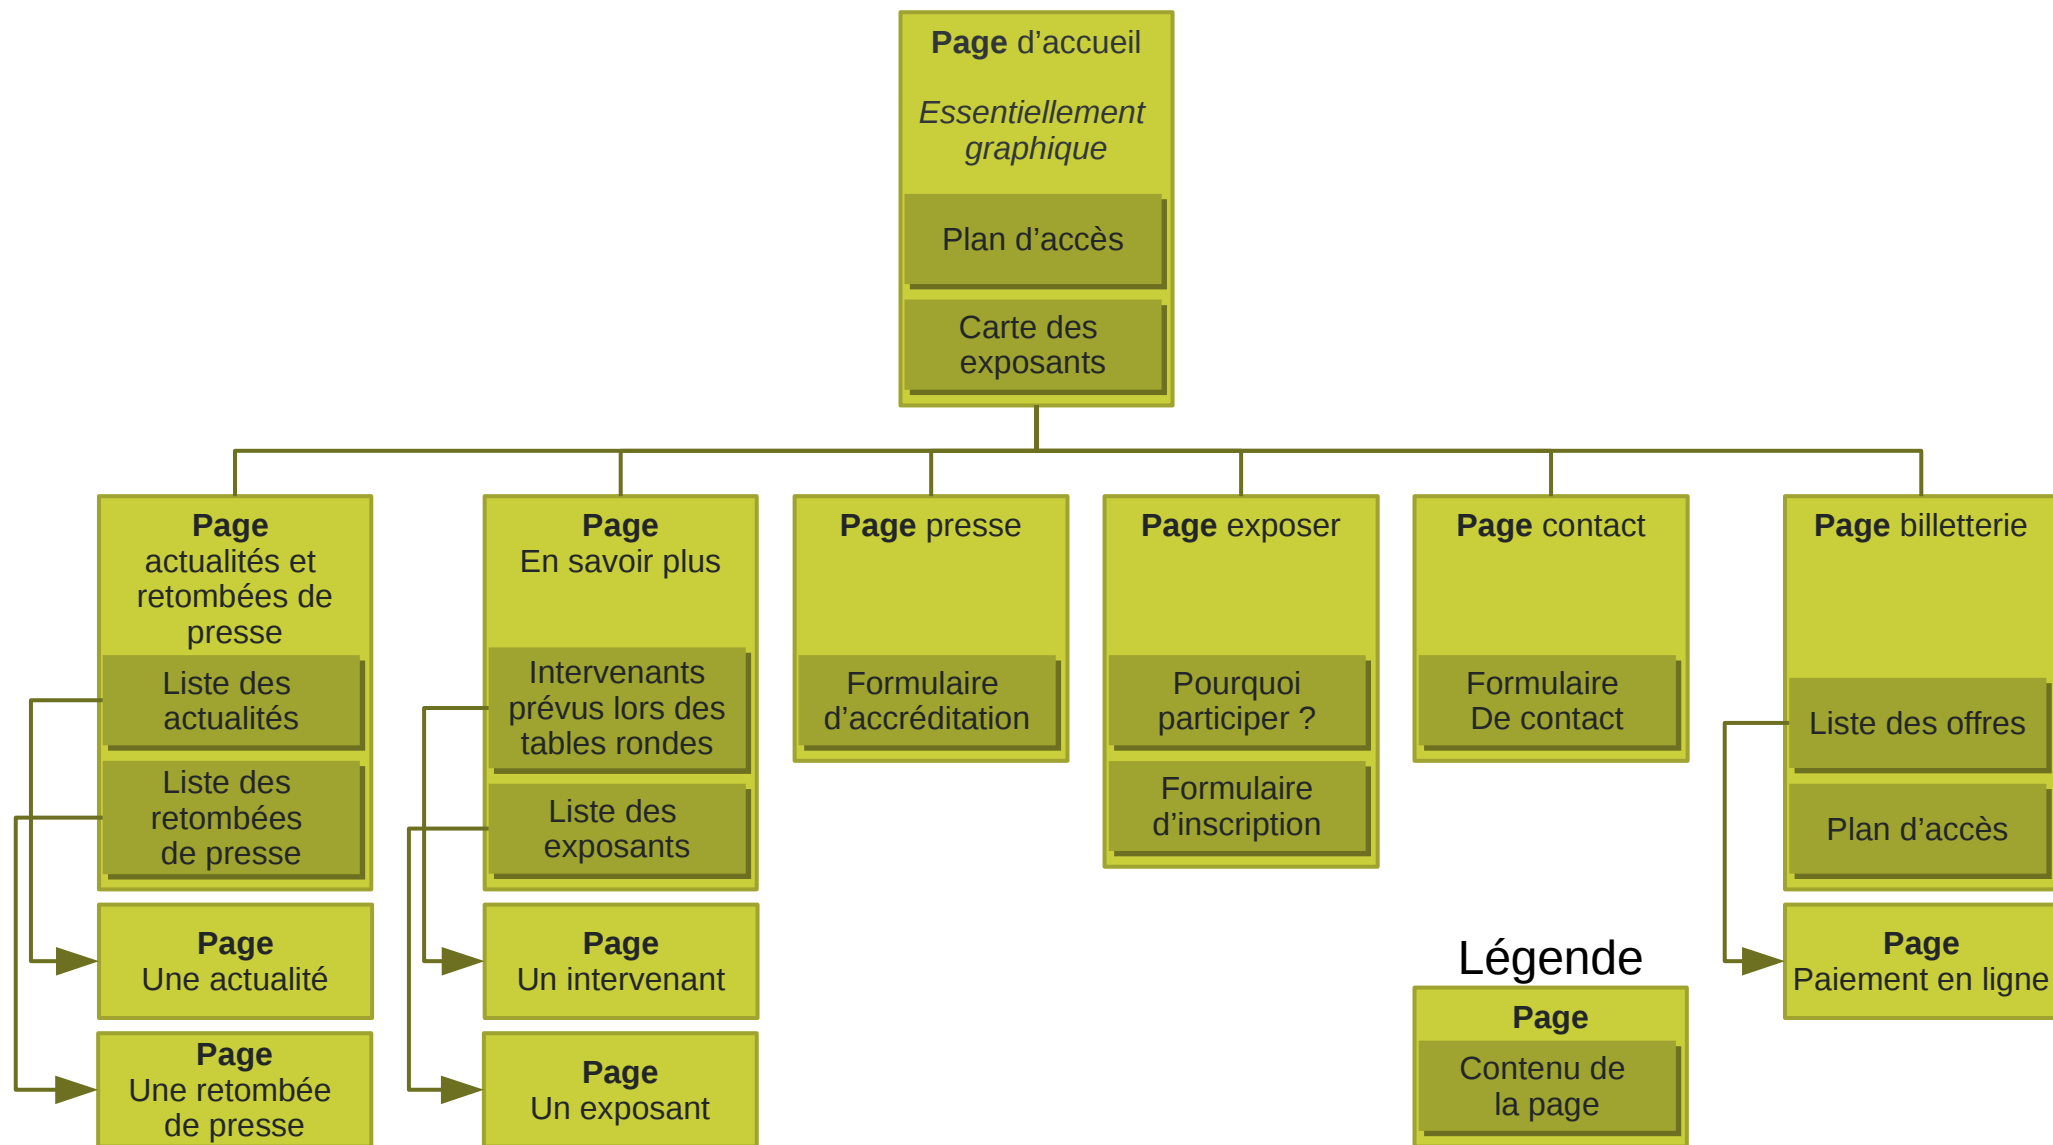 Page d’accueil
Essentiellement
graphique
Plan d’accès
Carte des
exposants
Page
actualités et
retombées de
presse
Liste des
actualités
Liste des
retombées
de presse
Page
Une actualité
Page
Une retombée
de presse
Page
En savoir plus
Intervenants
prévus lors des
tables rondes
Liste des
exposants
Page
Un intervenant
Page
Un exposant
Page presse
Formulaire
d’accréditation
Page exposer
Pourquoi
participer ?
Formulaire
d’inscription
Page contact
Formulaire
De contact
Page billetterie
Liste des offres
Plan d’accès
Page
Paiement en ligne
Légende
Page
Contenu de
la page